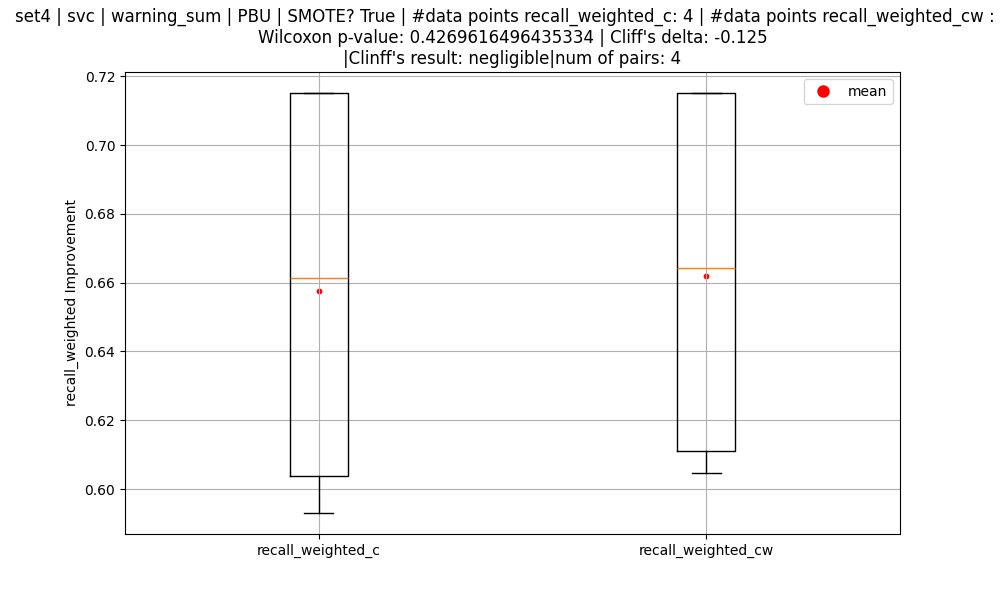 set4 | svc | warning_sum | PBU | SMOTE? True | #data points recall_weighted_c: 4 | #data points recall_weighted_cw :
Wilcoxon p-value: 0.4269616496435334 | Cliff's delta: -0.125
|Clinff's result: negligible|num of pairs: 4
mean
0.72
0.70
0.68
0.66
0.64
0.62
0.60
recall_weighted Improvement
recall_weighted_c
recall_weighted_cw